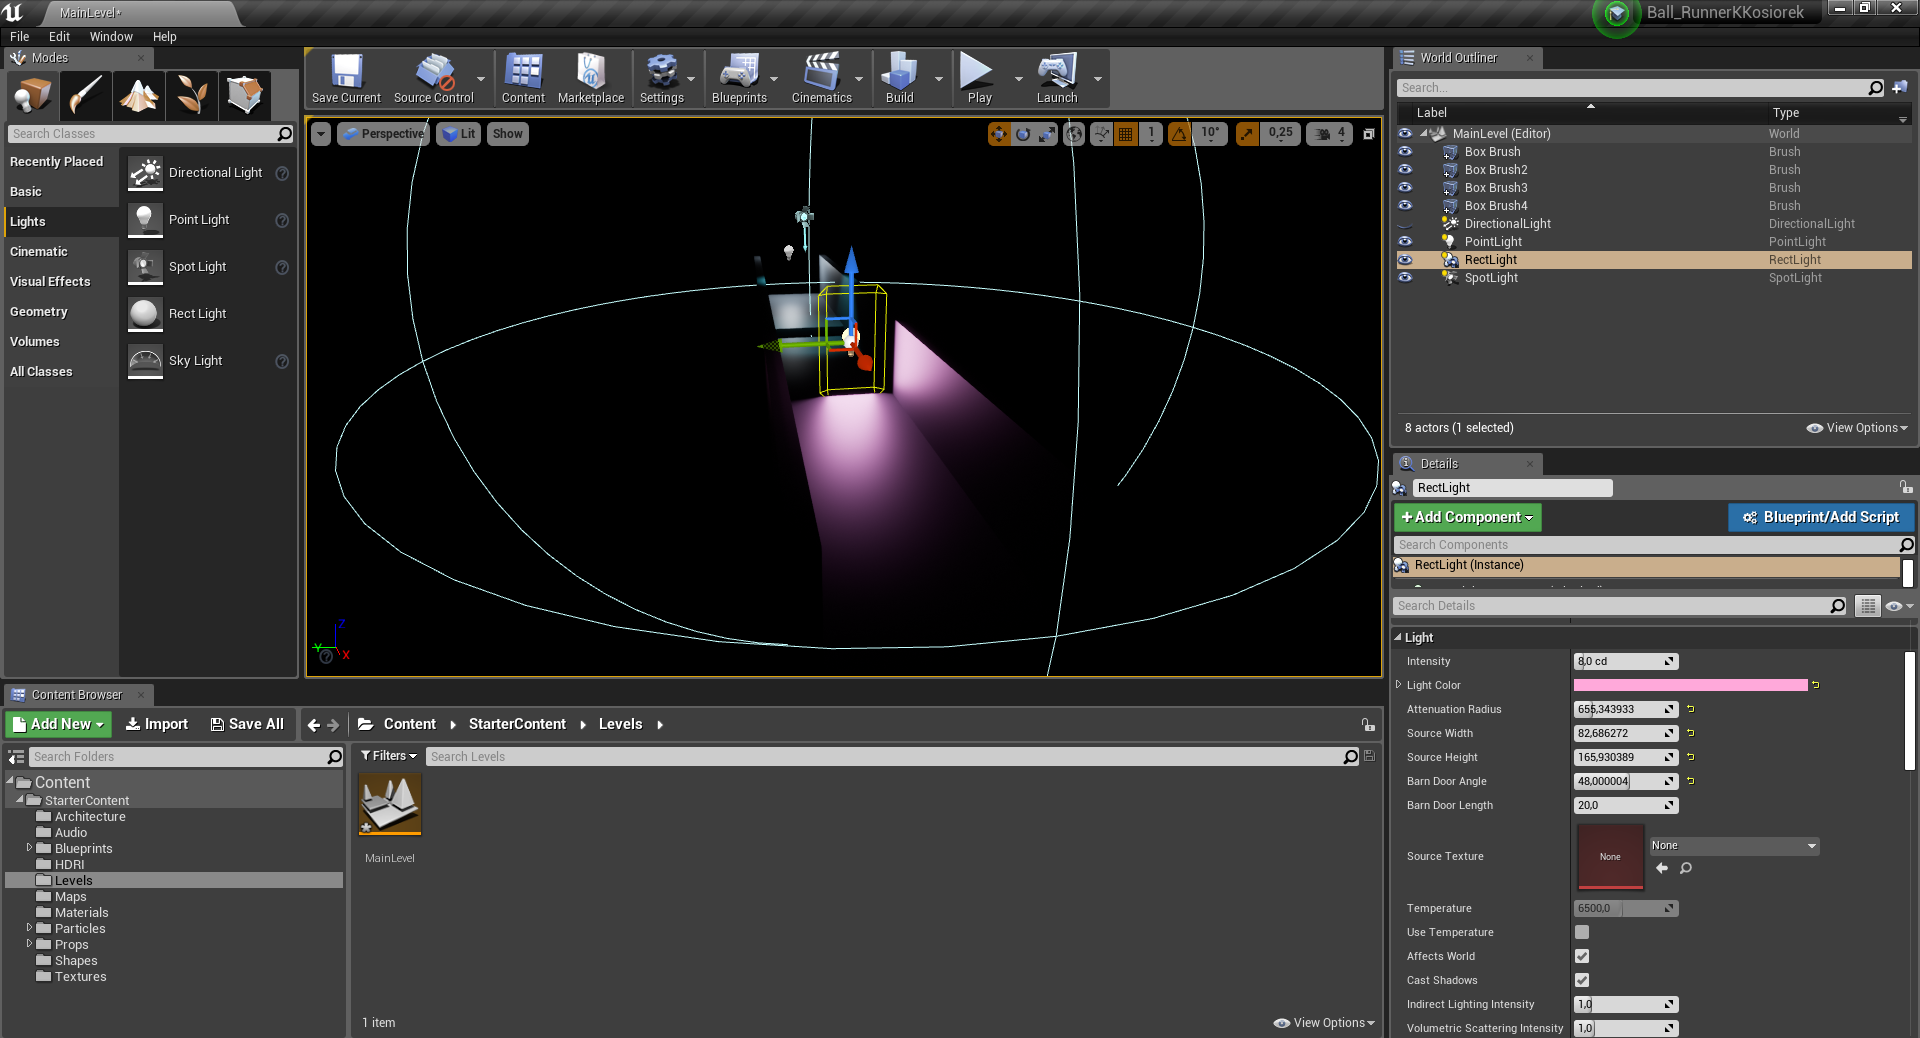 MainLevel*
Ball_RunnerKKosiorek
File Edit Window Help
Modes
Search Classes
Recently Placed
Basic
Lights
Cinematic
Visual Effects
Geometry
Volumes
All Classes
Directional Light
Point Light
Spot Light
Rect Light
Sky Light
Save Current
Source Control
Content
Marketplace
Settings
Blueprints
Cinematics
Build
Play
Launch
Perspective
Lit
Show
1
10°
0,25
4
Z
Y
X
World Outliner
Search...
Label Type
MainLevel (Editor) World
Box Brush Brush
Box Brush2 Brush
Box Brush3 Brush
Box Brush4 Brush
DirectionalLight DirectionalLight
PointLight PointLight
RectLight RectLight
SpotLight SpotLight
8 actors (1 selected)
View Options
Details
RectLight
+Add Component
Blueprint/Add Script
Search Components
RectLight (Instance)
Search Details
Light
Intensity 8,0 cd
Light Color
Attenuation Radius 655,343933
Source Width 82,686272
Source Height 165,930389
Barn Door Angle 48,000004
Barn Door Length 20,0
Source Texture None None
Temperature 6500,0
Use Temperature
Affects World
Cast Shadows
Indirect Lighting Intensity 1,0
Volumetric Scattering Intensity 1,0
Content Browser
Add New
Import
Save All
Content StarterContent Levels
Search Folders
Filters
Search Levels
Content
StarterContent
Architecture
Audio
Blueprints
HDRI
Levels
Maps
Materials
Particles
Props
Shapes
Textures
MainLevel
1 item
View Options